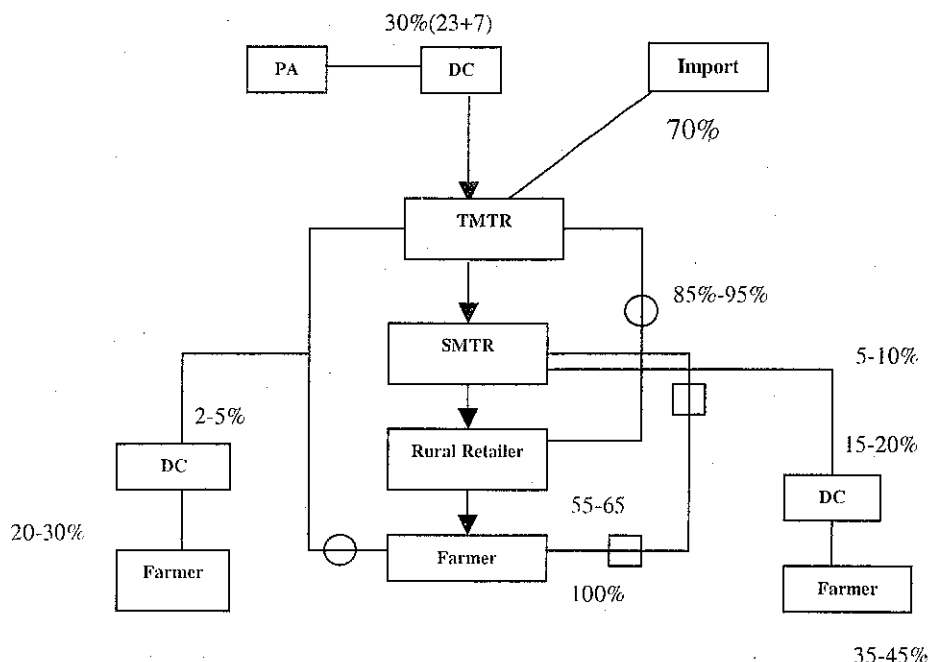 30%(23+7)
PA
DC
Import
70%
TMTR
85%-95%
SMTR
5-10%
2-5%
Rural Retailer
15-20%
DC
DC
55-65
20-30%
Farmer
Farmer
Farmer
100%
35-45%